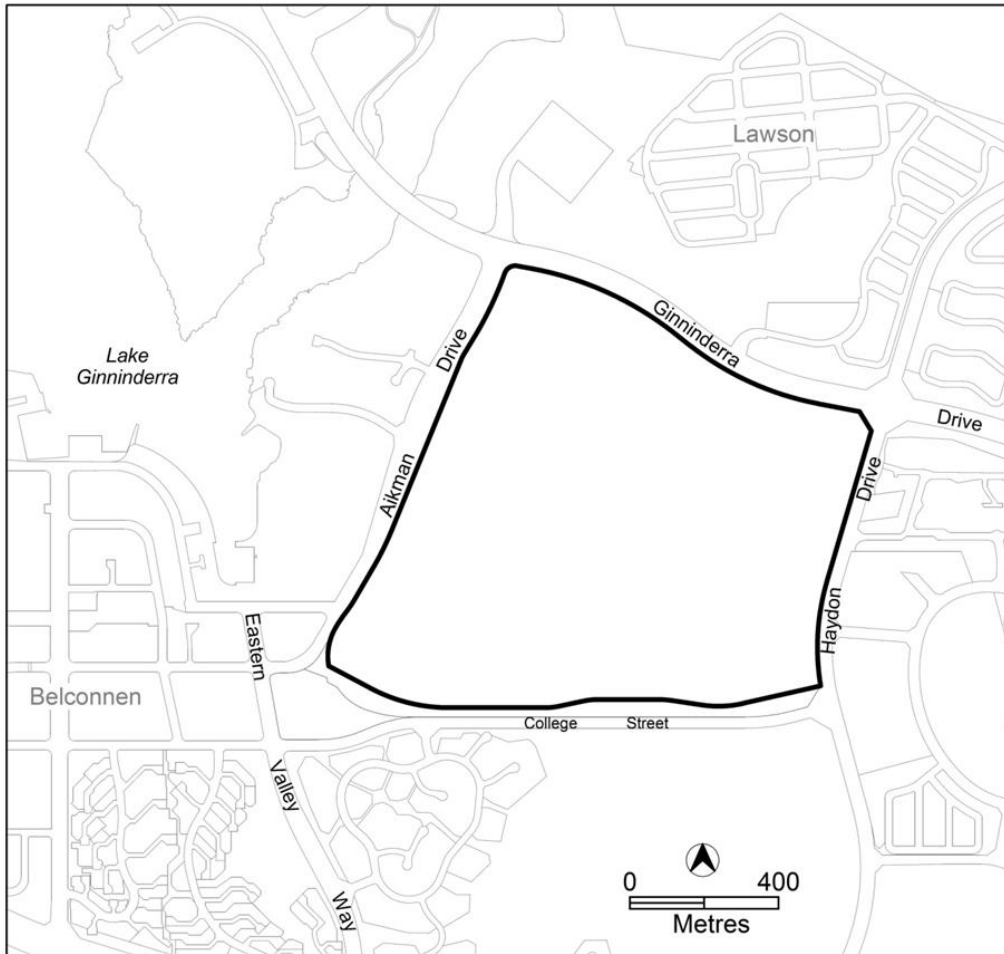 Lawson
Ginninderra
Drive
Lake
Ginninderra
Drive
Aikman
Drive
Haydon
Eastern
Belconnen
College Street
Valley
Way
0 400
Metres